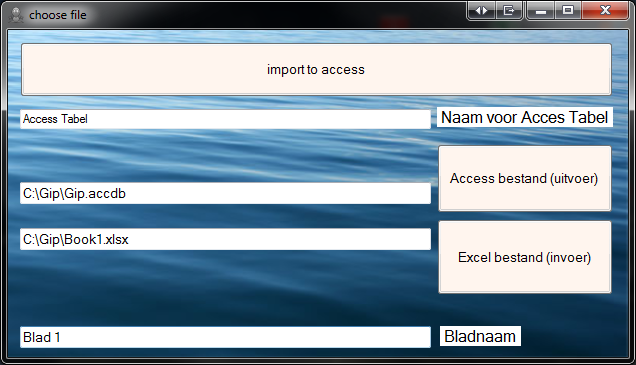 choose file
import to access
Access Tabel
Naam voor Acces Tabel
Access bestand (uitvoer)
C:\Gip\Gip.accdb
C:\Gip\Book1.xlsx
Excel bestand (invoer)
Blad 1
Bladnaam